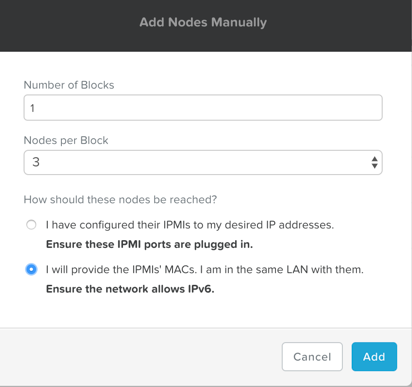 Add Nodes Manually
Number of Blocks
1
Nodes per Block
3
How should these nodes be reached?
I have configured their IPMIs to my desired IP addresses.
Ensure these IPMI ports are plugged in.
I will provide the IPMIs' MACs. I am in the same LAN with them.
Ensure the network allows IPv6.
Cancel Add